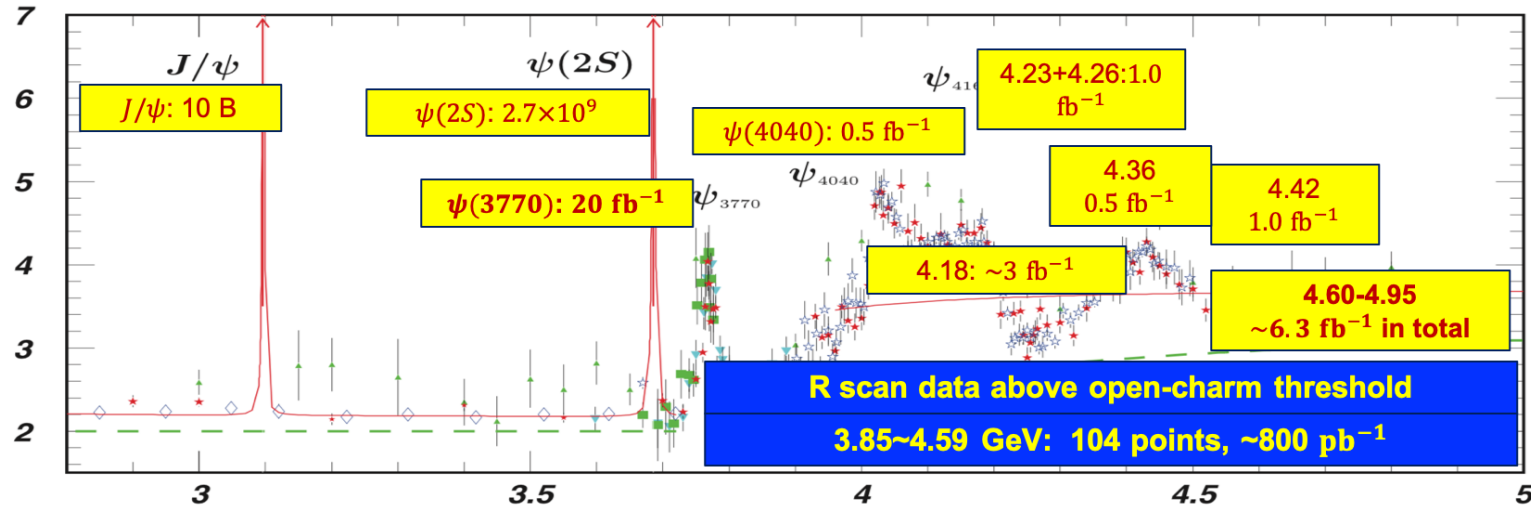 7
6
5
4
3
2
J/ψ
ψ(2S)
ψ₃₇₇₀
ψ₄₀₄₀
J/ψ: 10 B
ψ(2S): 2.7×10⁹
ψ(3770): 20 fb⁻¹
ψ(4040): 0.5 fb⁻¹
4.23+4.26:1.0
fb⁻¹
4.18: ~3 fb⁻¹
4.36
0.5 fb⁻¹
4.42
1.0 fb⁻¹
4.60-4.95
~6.3 fb⁻¹ in total
R scan data above open-charm threshold
3.85~4.59 GeV: 104 points, ~800 pb⁻¹
3
3.5
4
4.5
5